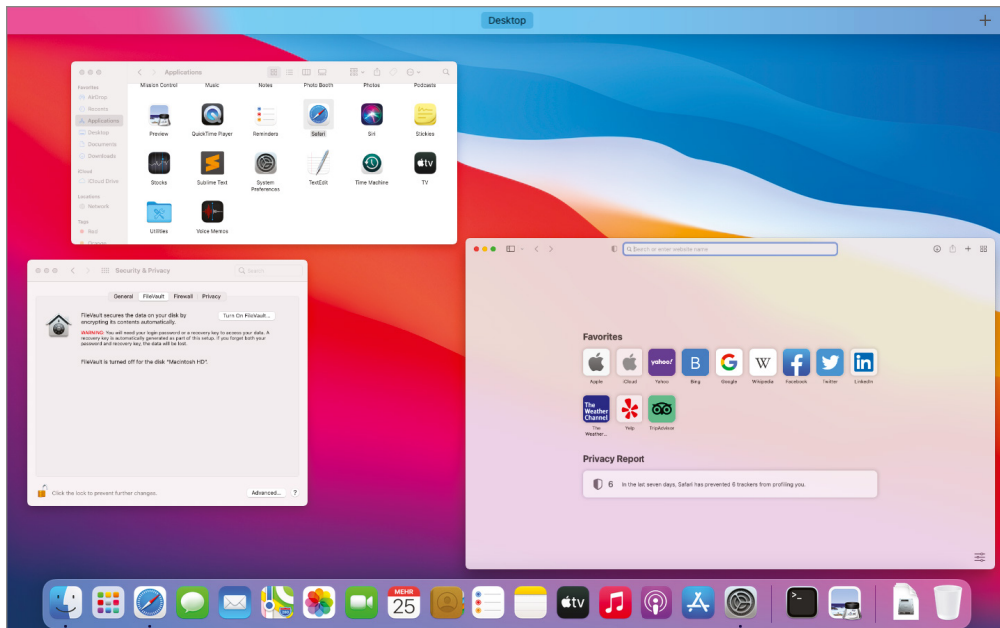 Desktop
Applications
Favorites
AirDrop
Recents
Applications
Desktop
Documents
Downloads
iCloud
iCloud Drive
Locations
Network
Tags
Red
Orange
Mission Control
Music
Notes
Photo Booth
Photos
Podcasts
Preview
QuickTime Player
Reminders
Safari
Siri
Stickies
Stocks
Sublime Text
System
Preferences
TextEdit
Time Machine
tv
TV
Utilities
Voice Memos
Security & Privacy
Search
General
FileVault
Firewall
Privacy
FileVault secures the data on your disk by
encrypting its contents automatically.
Turn On FileVault...
WARNING: You will need your login password or a recovery key to access your data. A
recovery key is automatically generated as part of this setup. If you forget both your
password and recovery key, the data will be lost.
FileVault is turned off for the disk "Macintosh HD".
Click the lock to prevent further changes.
Advanced...
?
Search or enter website name
Favorites
yahoo!
B
G
W
f
in
Apple
iCloud
Yahoo
Bing
Google
Wikipedia
Facebook
Twitter
LinkedIn
The
Weather
Channel
The
Weather...
Yelp
TripAdvisor
Privacy Report
6
In the last seven days, Safari has prevented 6 trackers from profiling you.
MEHR
25
tv